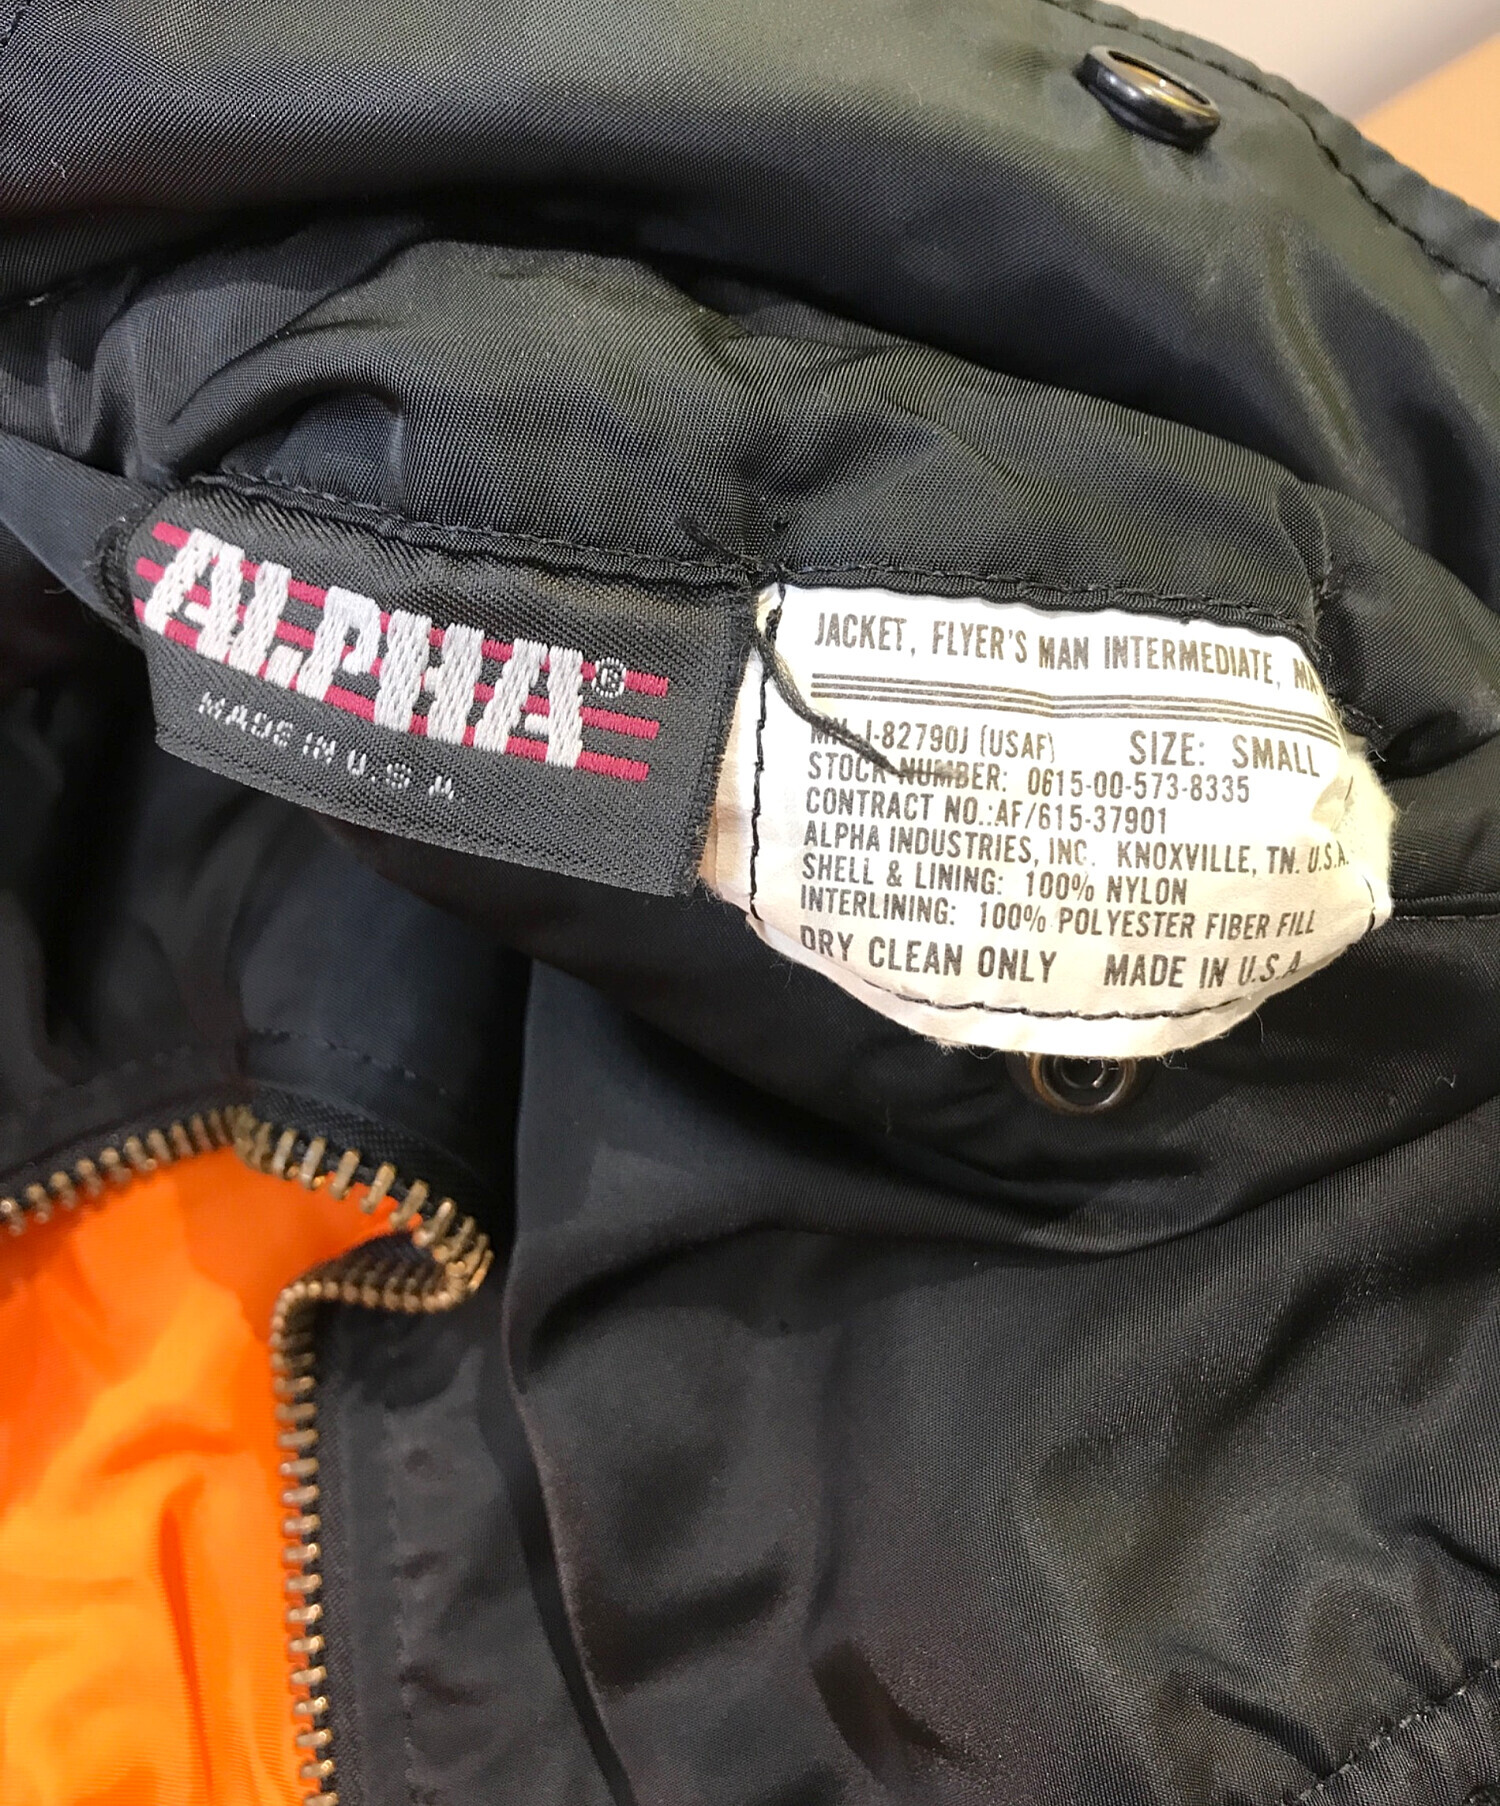 ALPHA®
MADE IN U.S.A.
JACKET, FLYER'S MAN INTERMEDIATE, MA
MIL-J-82790J (USAF) SIZE: SMALL
STOCK NUMBER: 0615-00-573-8335
CONTRACT NO.:AF/615-37901
ALPHA INDUSTRIES, INC. KNOXVILLE, TN. U.S.A.
SHELL & LINING: 100% NYLON
INTERLINING: 100% POLYESTER FIBER FILL
DRY CLEAN ONLY MADE IN U.S.A.